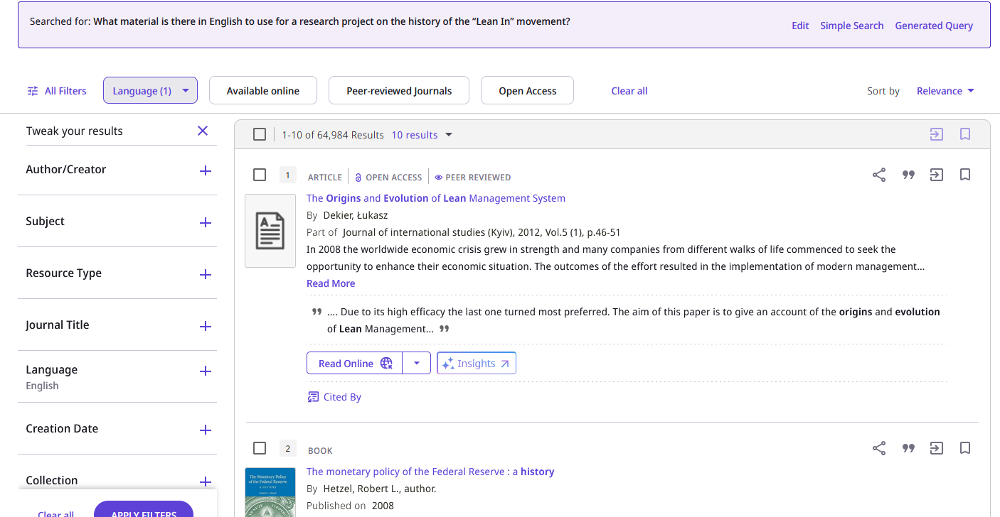 Searched for: What material is there in English to use for a research project on the history of the “Lean In” movement?
Edit Simple Search Generated Query
All Filters Language (1) Available online Peer-reviewed Journals Open Access Clear all Sort by Relevance
Tweak your results
Author/Creator
Subject
Resource Type
Journal Title
Language
English
Creation Date
Collection
Clear all APPLY FILTERS
1-10 of 64,984 Results 10 results
1 ARTICLE OPEN ACCESS PEER REVIEWED
The Origins and Evolution of Lean Management System
By Dekier, Łukasz
Part of Journal of international studies (Kyiv), 2012, Vol.5 (1), p.46-51
In 2008 the worldwide economic crisis grew in strength and many companies from different walks of life commenced to seek the
opportunity to enhance their economic situation. The outcomes of the effort resulted in the implementation of modern management...
Read More
.... Due to its high efficacy the last one turned most preferred. The aim of this paper is to give an account of the origins and evolution
of Lean Management...
Read Online Insights
Cited By
2 BOOK
The monetary policy of the Federal Reserve : a history
By Hetzel, Robert L., author.
Published on 2008
The Monetary Policy
of the Federal Reserve
A HISTORY